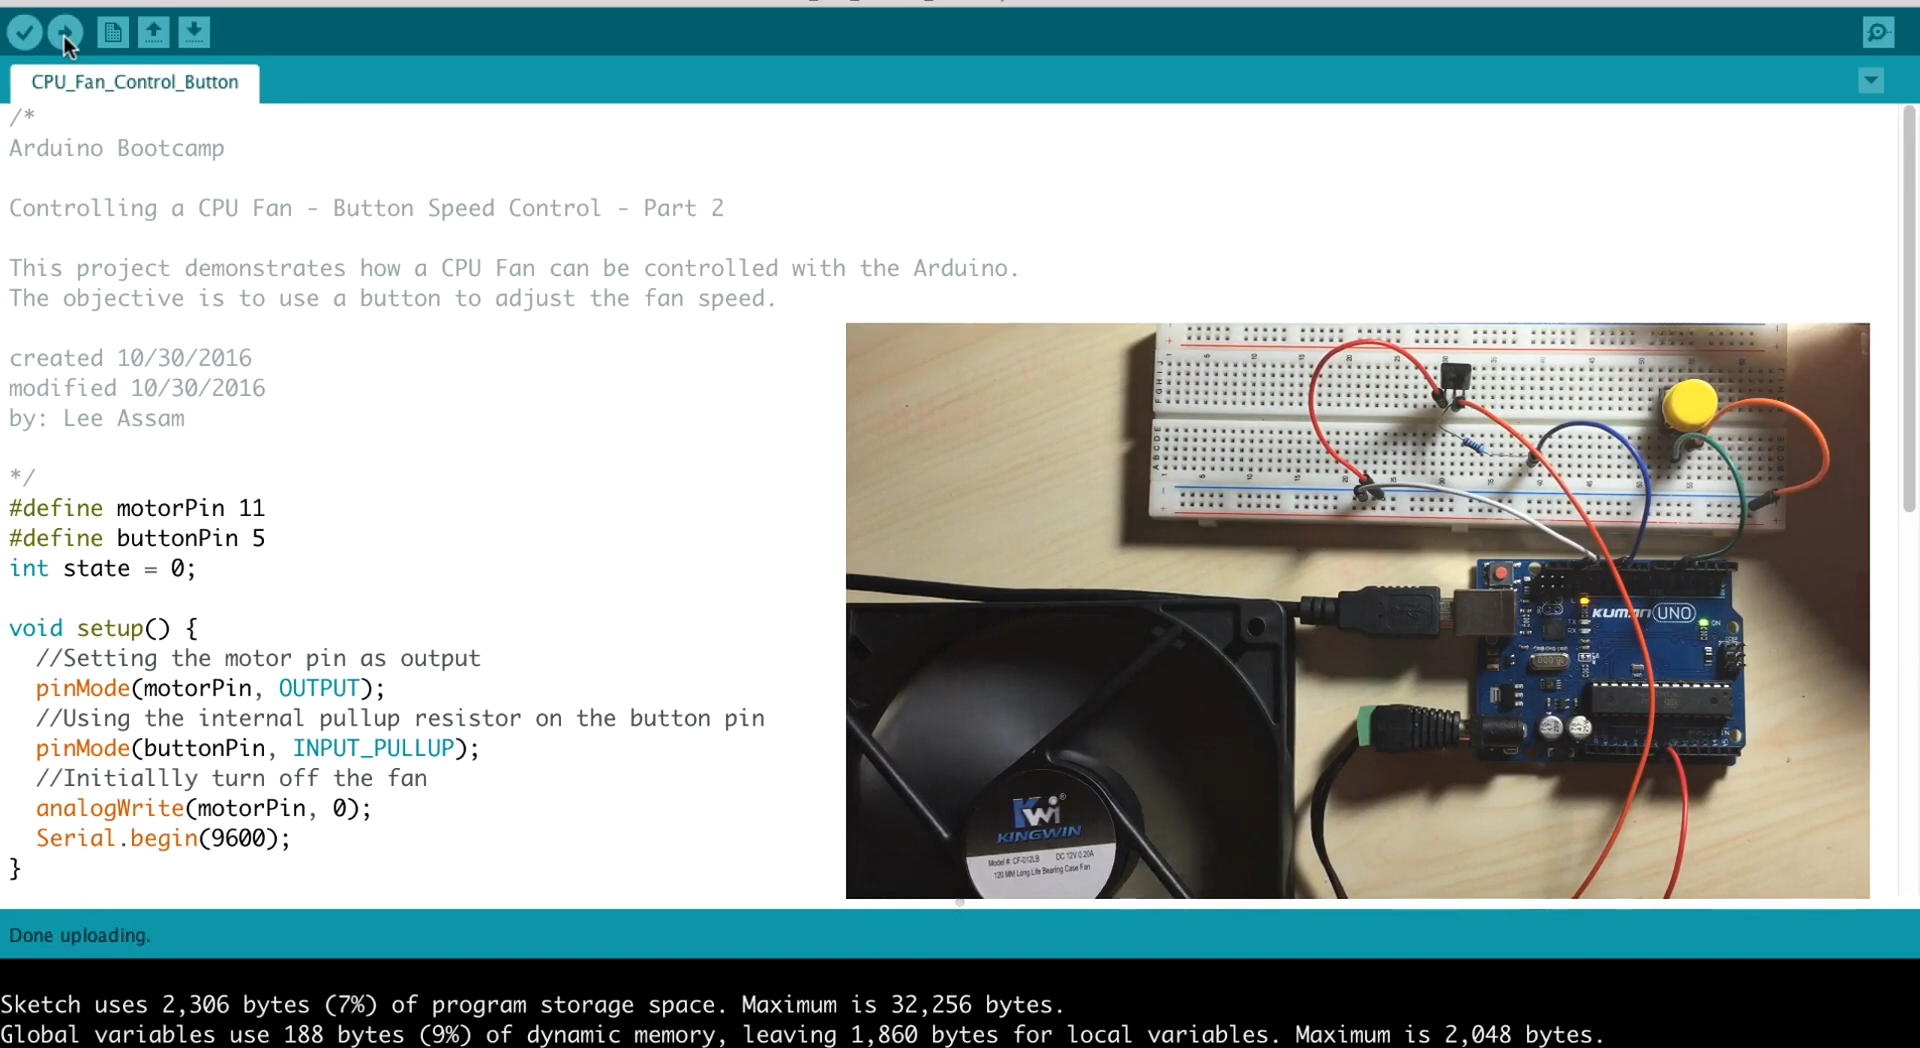 CPU_Fan_Control_Button
/*
Arduino Bootcamp
Controlling a CPU Fan - Button Speed Control - Part 2
This project demonstrates how a CPU Fan can be controlled with the Arduino.
The objective is to use a button to adjust the fan speed.
created 10/30/2016
modified 10/30/2016
by: Lee Assam
*/
#define motorPin 11
#define buttonPin 5
int state = 0;
void setup() {
//Setting the motor pin as output
pinMode(motorPin, OUTPUT);
//Using the internal pullup resistor on the button pin
pinMode(buttonPin, INPUT_PULLUP);
//Initiallly turn off the fan
analogWrite(motorPin, 0);
Serial.begin(9600);
}
UNO
ON
KWi
KINGWIN
Model #: CF-012LB DC 12V 0.20A
120 MM Long Life Bearing Case Fan
Done uploading.
Sketch uses 2,306 bytes (7%) of program storage space. Maximum is 32,256 bytes.
Global variables use 188 bytes (9%) of dynamic memory, leaving 1,860 bytes for local variables. Maximum is 2,048 bytes.